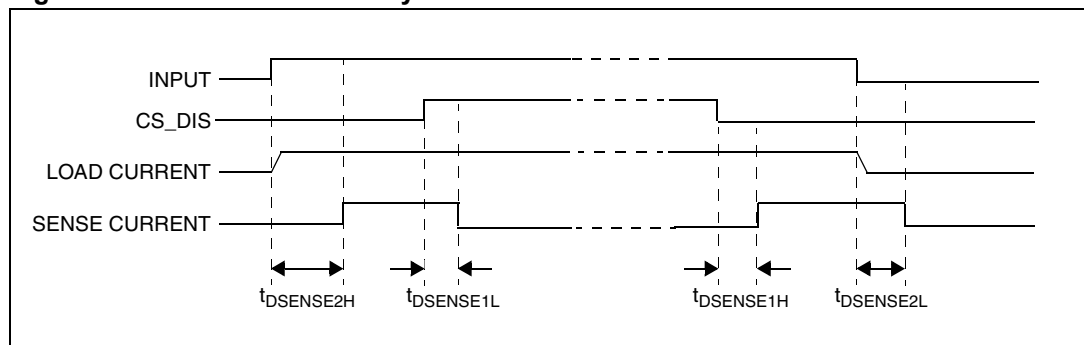 INPUT
CS_DIS
LOAD CURRENT
SENSE CURRENT
tDSENSE2H tDSENSE1L tDSENSE1H tDSENSE2L